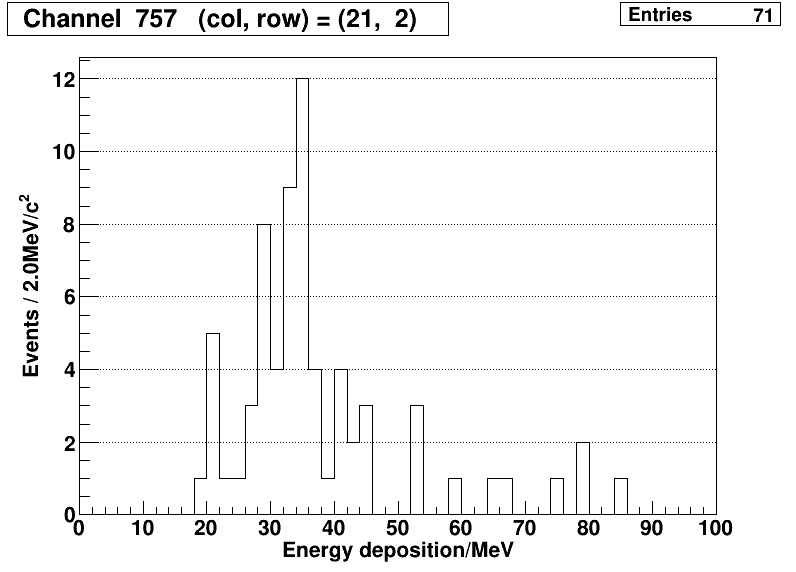 Channel 757 (col, row) = (21, 2)
Entries 71
12
10
8
6
4
2
0
Events / 2.0MeV/c²
0 10 20 30 40 50 60 70 80 90 100
Energy deposition/MeV